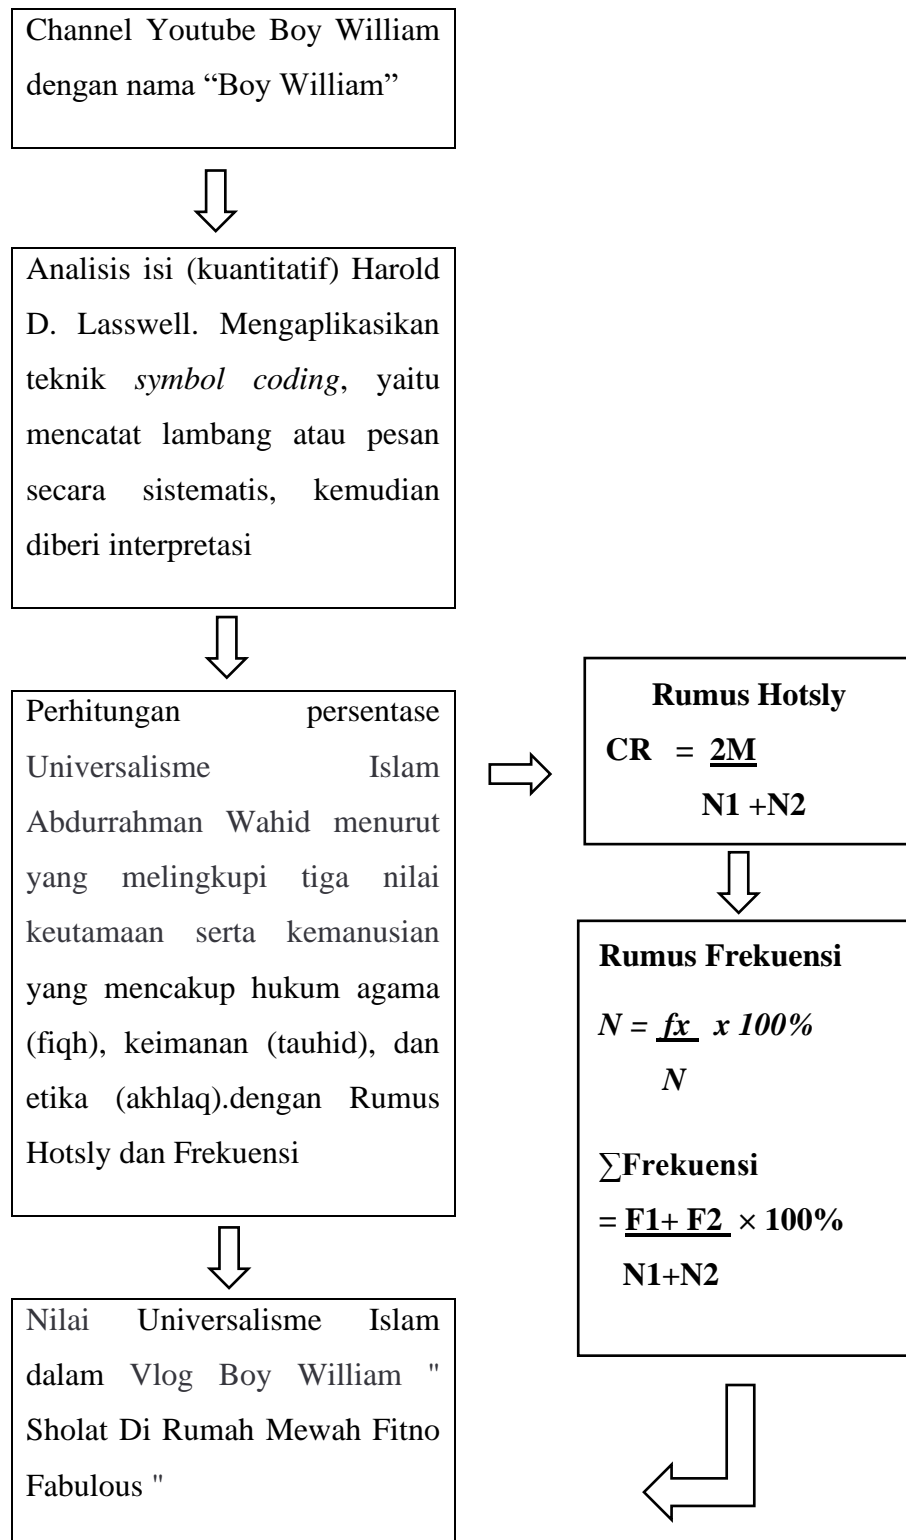 Channel Youtube Boy William
dengan nama “Boy William”
Analisis isi (kuantitatif) Harold
D. Lasswell. Mengaplikasikan
teknik symbol coding, yaitu
mencatat lambang atau pesan
secara sistematis, kemudian
diberi interpretasi
Perhitungan persentase
Universalisme Islam
Abdurrahman Wahid menurut
yang melingkupi tiga nilai
keutamaan serta kemanusian
yang mencakup hukum agama
(fiqh), keimanan (tauhid), dan
etika (akhlaq).dengan Rumus
Hotsly dan Frekuensi
Rumus Hotsly
CR = 2M
N1 +N2
Rumus Frekuensi
N = fx x 100%
N
∑Frekuensi
= F1+ F2 × 100%
N1+N2
Nilai Universalisme Islam
dalam Vlog Boy William "
Sholat Di Rumah Mewah Fitno
Fabulous "